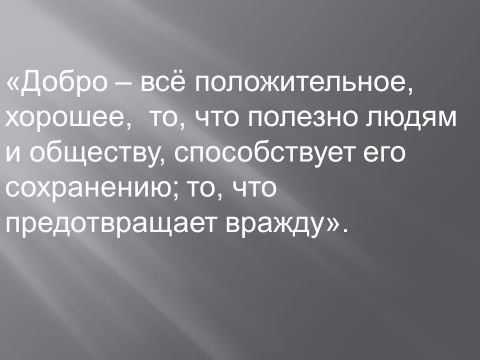 «Добро – всё положительное,
хорошее,  то, что полезно людям
и обществу, способствует его
сохранению; то, что
предотвращает вражду».